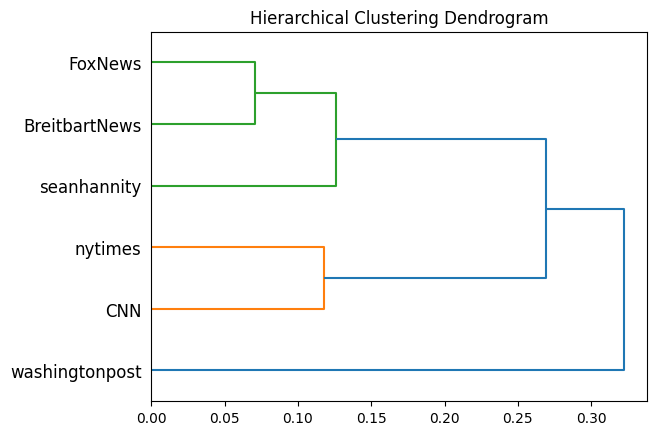 Hierarchical Clustering Dendrogram
FoxNews
BreitbartNews
seanhannity
nytimes
CNN
washingtonpost
0.00 0.05 0.10 0.15 0.20 0.25 0.30